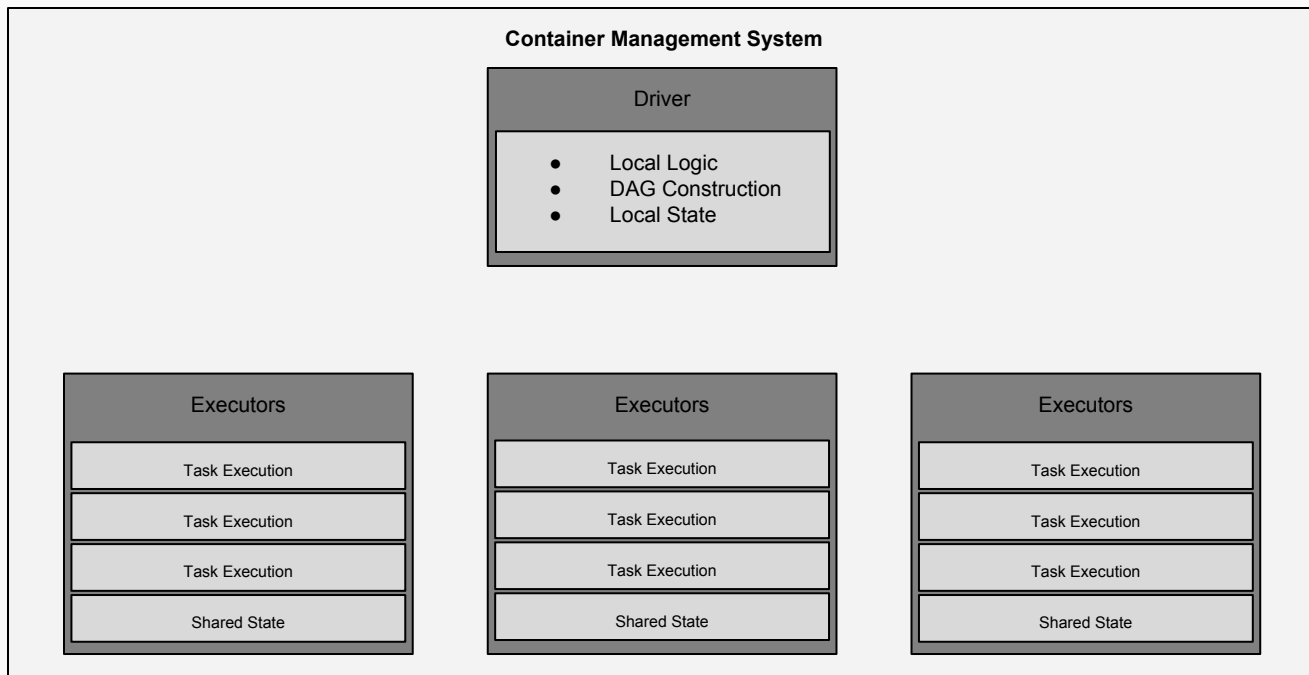 Container Management System
Driver
● Local Logic
● DAG Construction
● Local State
Executors
Task Execution
Task Execution
Task Execution
Shared State
Executors
Task Execution
Task Execution
Task Execution
Shared State
Executors
Task Execution
Task Execution
Task Execution
Shared State